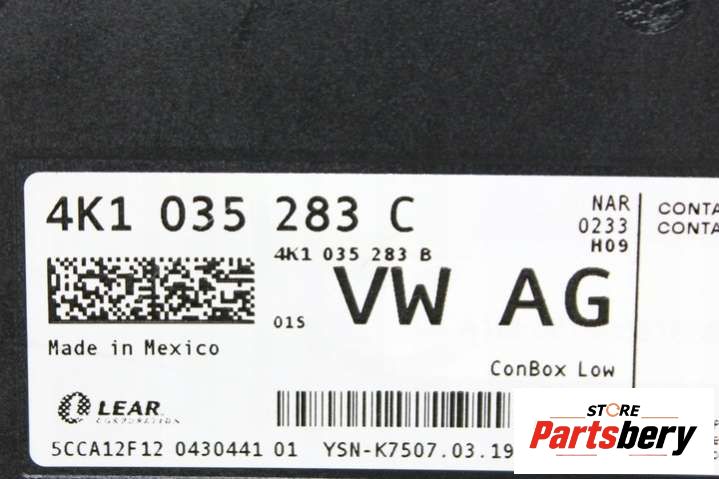 4K1 035 283 C
NAR
0233
H09
4K1 035 283 B
015 VW AG
Made in Mexico
ConBox Low
LEAR
CORPORATION
5CCA12F12 0430441 01 YSN-K7507.03.19
CONTA
CONTA
STORE
Partsbery